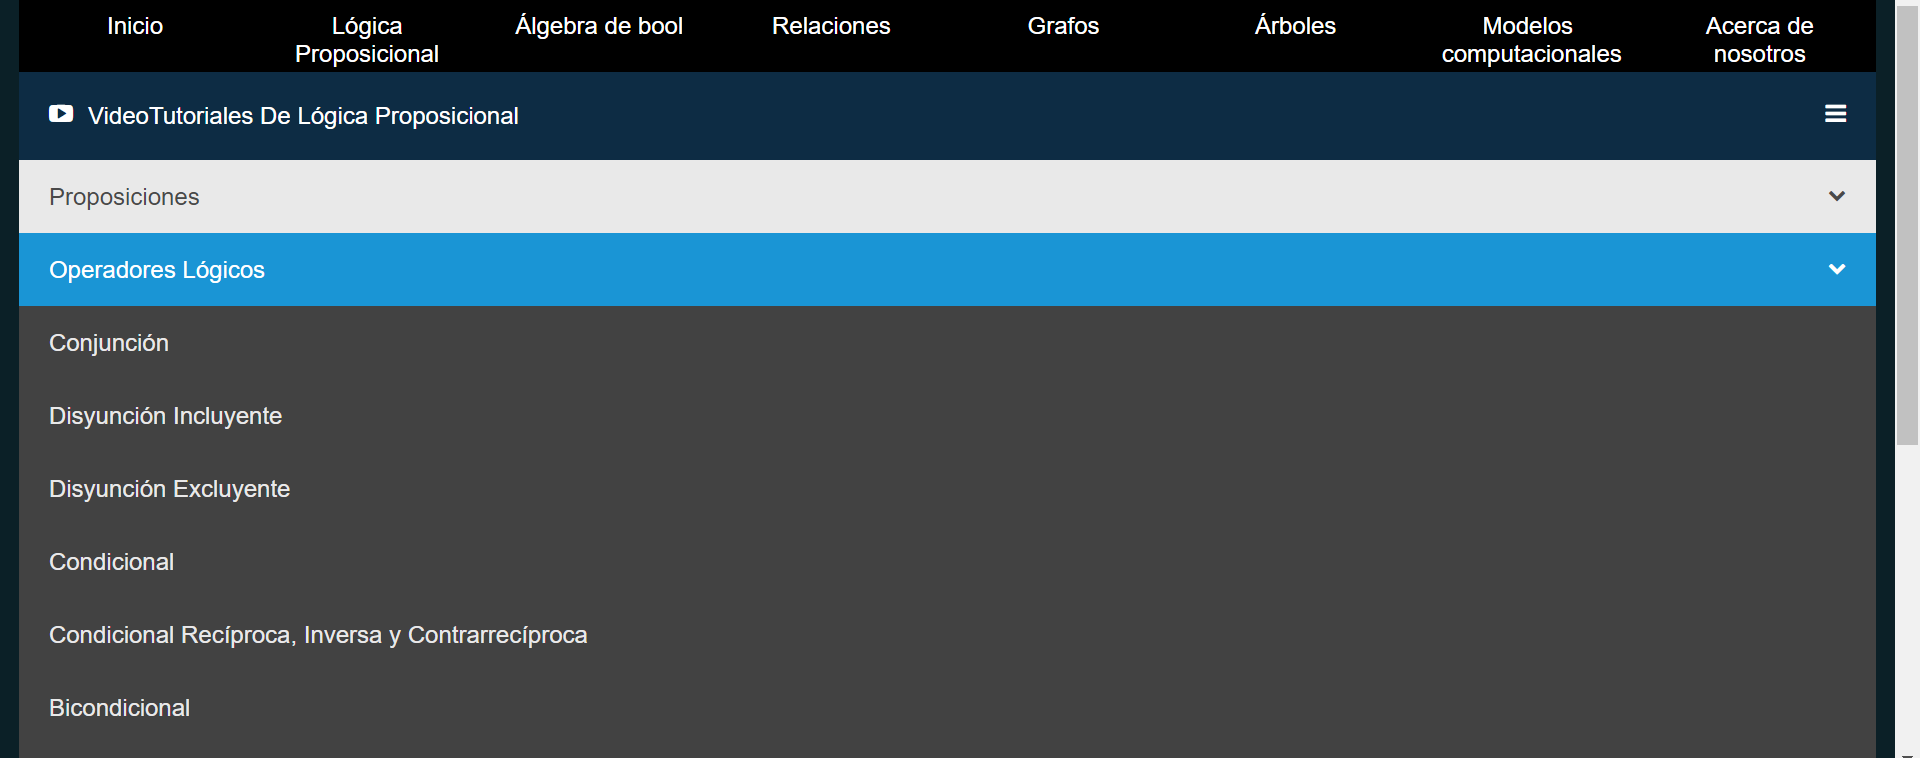 Inicio
Lógica
Proposicional
Álgebra de bool
Relaciones
Grafos
Árboles
Modelos
computacionales
Acerca de
nosotros
VideoTutoriales De Lógica Proposicional
Proposiciones
Operadores Lógicos
Conjunción
Disyunción Incluyente
Disyunción Excluyente
Condicional
Condicional Recíproca, Inversa y Contrarrecíproca
Bicondicional